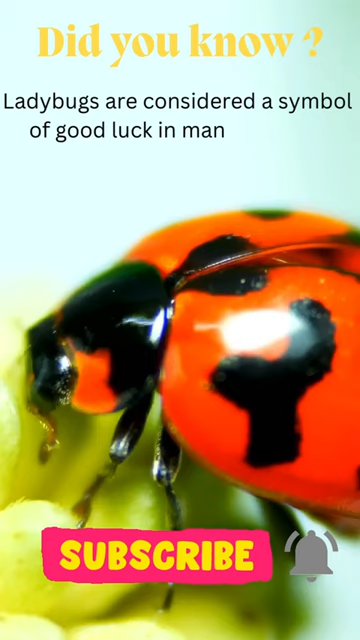 Did you know ?
Ladybugs are considered a symbol
of good luck in man
SUBSCRIBE